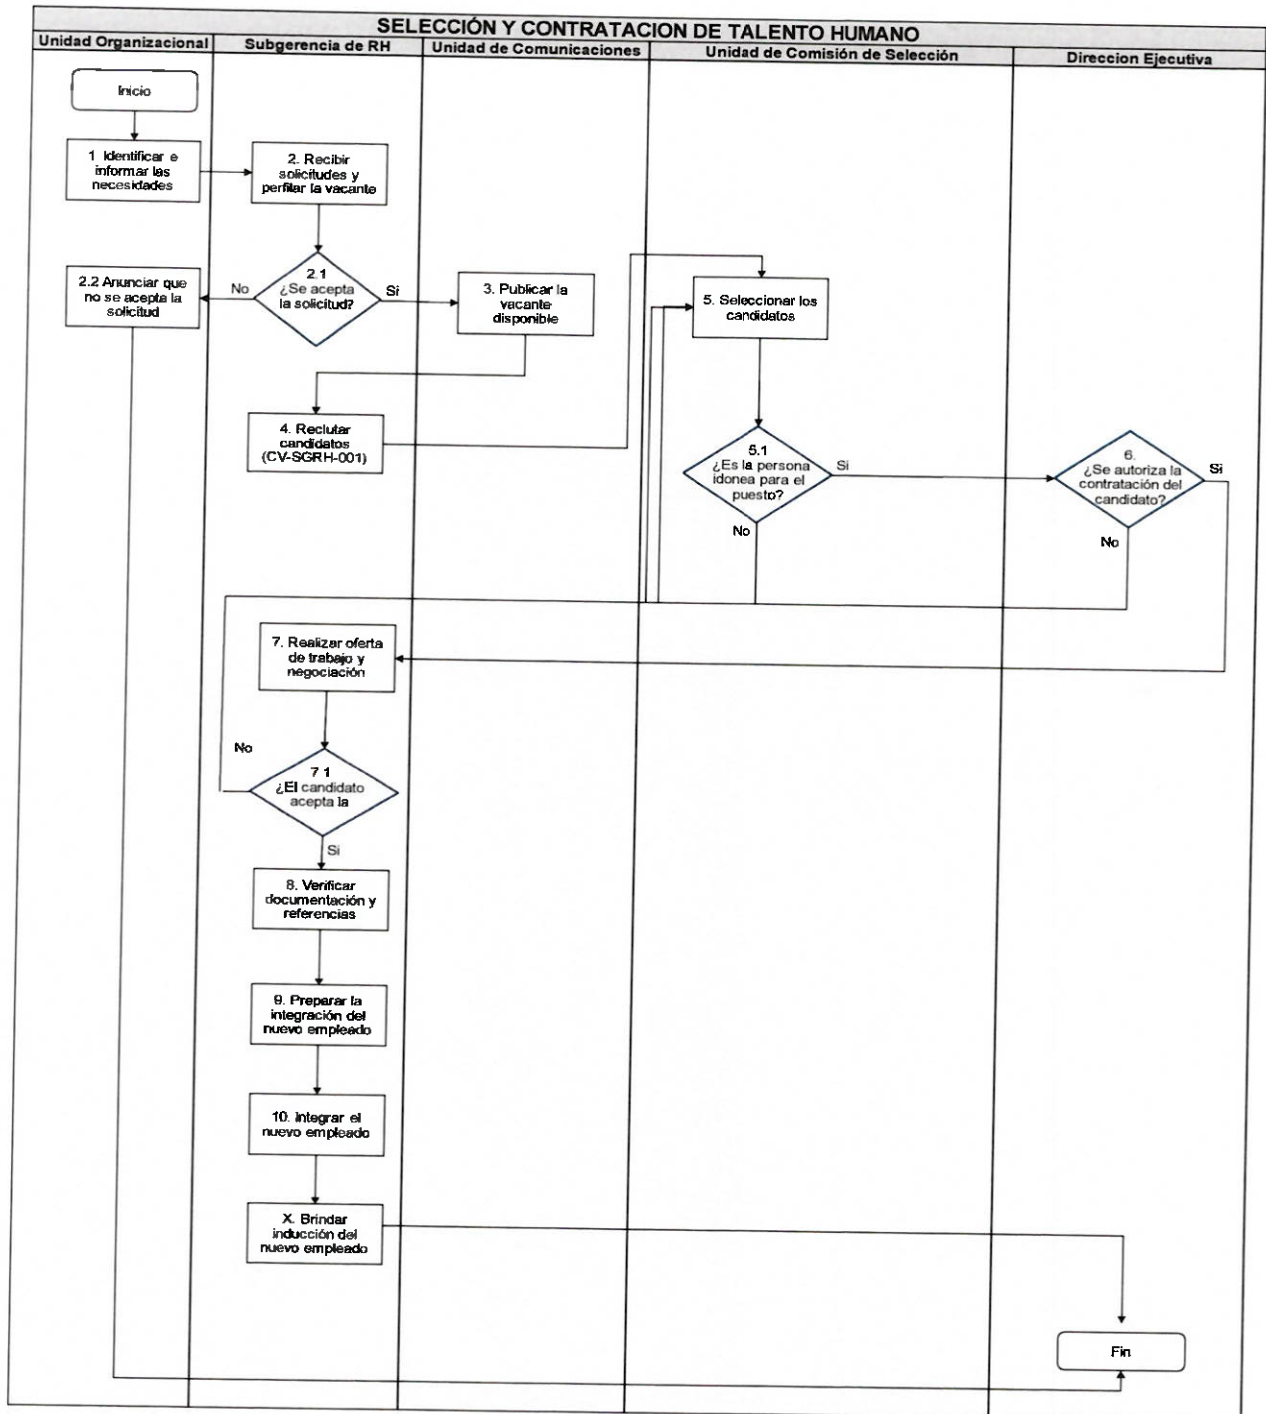 SELECCIÓN Y CONTRATACION DE TALENTO HUMANO
Unidad Organizacional
Subgerencia de RH
Unidad de Comunicaciones
Unidad de Comisión de Selección
Direccion Ejecutiva
Inicio
1 Identificar e
informar las
necesidades
2. Recibir
solicitudes y
perfilar la vacante
2.1
¿Se acepta
la solicitud?
No
Si
2.2 Anunciar que
no se acepta la
solicitud
3. Publicar la
vacante
disponible
4. Reclutar
candidatos
(CV-SGRH-001)
5. Seleccionar los
candidatos
5.1
¿Es la persona
idonea para el
puesto?
Si
No
6.
¿Se autoriza la
contratación del
candidato?
Si
No
7. Realizar oferta
de trabajo y
negociación
7 1
¿El candidato
acepta la
No
Si
8. Verificar
documentación y
referencias
9. Preparar la
integración del
nuevo empleado
10. Integrar el
nuevo empleado
X. Brindar
inducción del
nuevo empleado
Fin